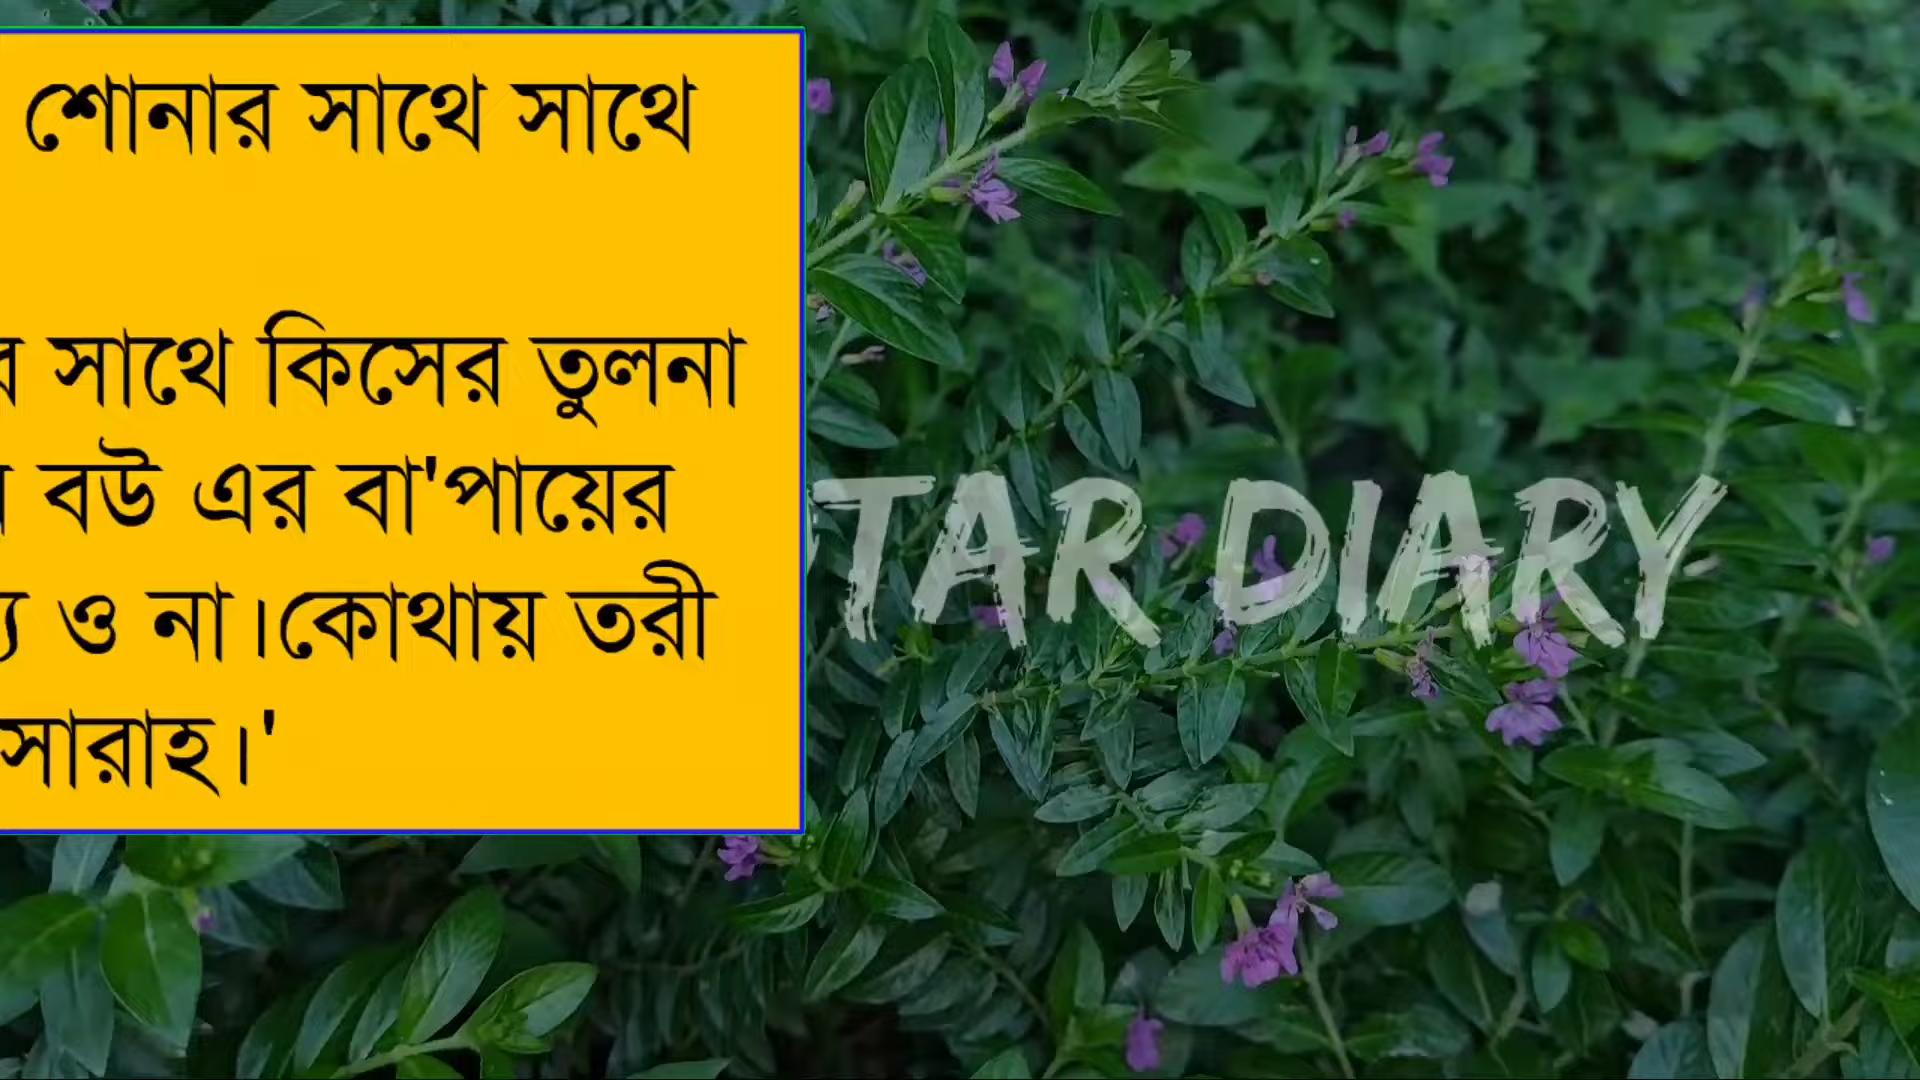 শোনার সাথে সাথে
র সাথে কিসের তুলনা
বউ এর বা'পায়ের
্য ও না।কোথায় তরী
সারাহ।'
TAR DIARY